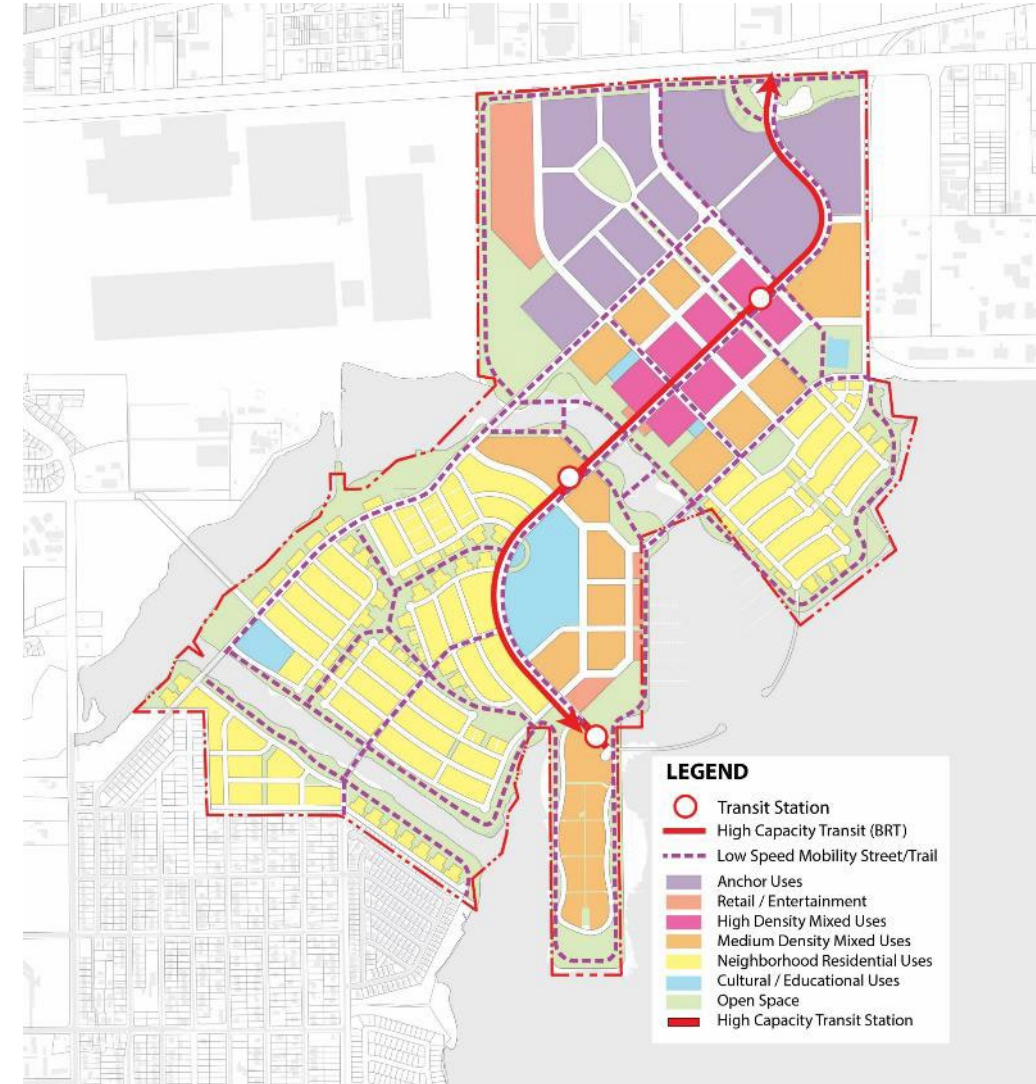 LEGEND
Transit Station
High Capacity Transit (BRT)
Low Speed Mobility Street/Trail
Anchor Uses
Retail / Entertainment
High Density Mixed Uses
Medium Density Mixed Uses
Neighborhood Residential Uses
Cultural / Educational Uses
Open Space
High Capacity Transit Station